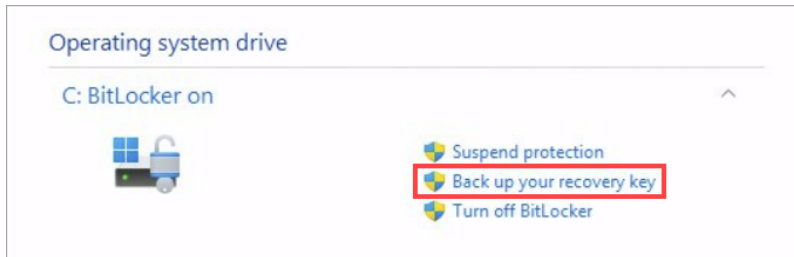 Operating system drive
C: BitLocker on
Suspend protection
Back up your recovery key
Turn off BitLocker